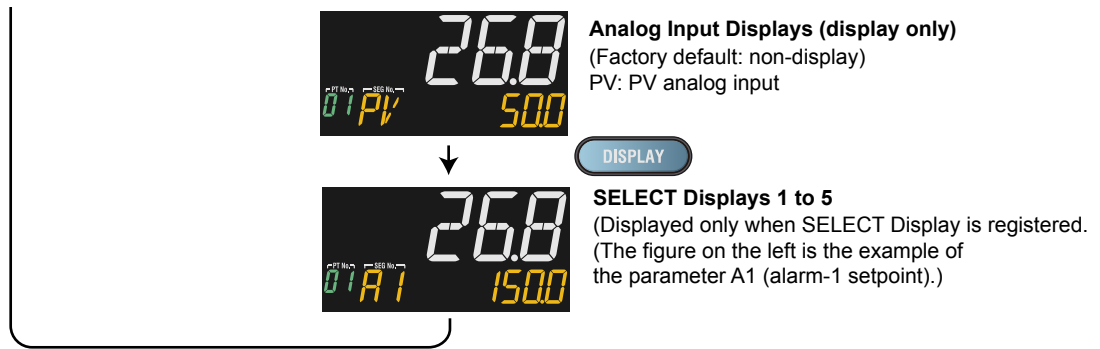 26.8
Analog Input Displays (display only)
(Factory default: non-display)
PV: PV analog input
PT No. SEG No.
01 PV 50.0
DISPLAY
26.8
SELECT Displays 1 to 5
(Displayed only when SELECT Display is registered.
(The figure on the left is the example of
the parameter A1 (alarm-1 setpoint).)
PT No. SEG No.
01 A1 150.0